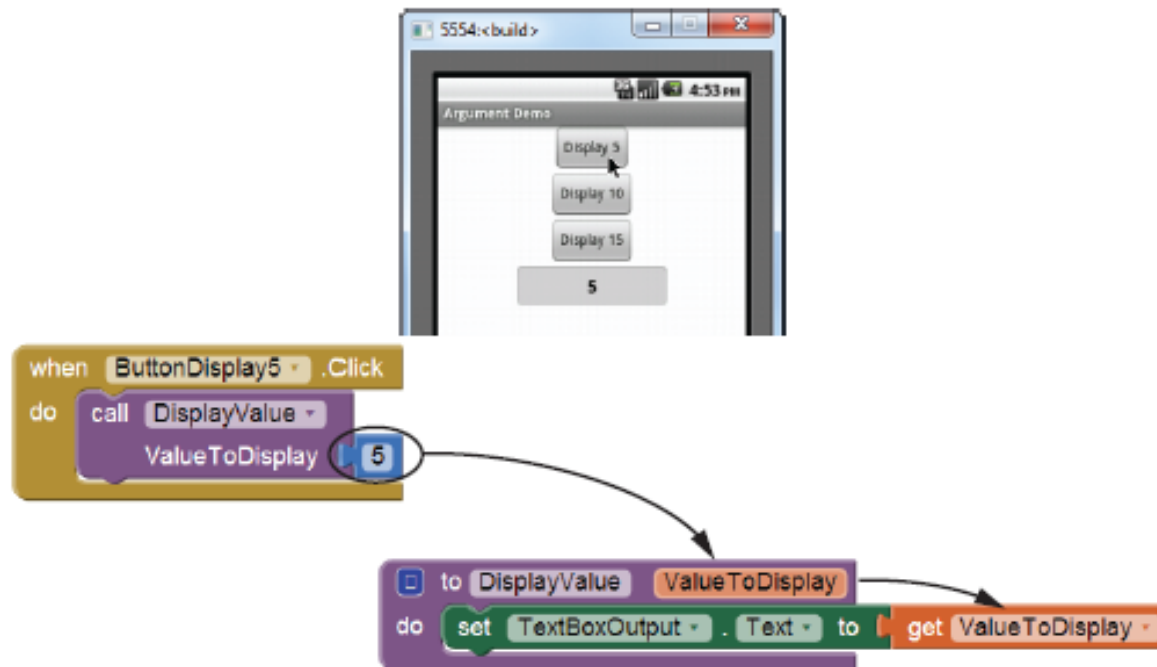 5554:<build>
4:53 PM
Argument Demo
Display 5
Display 10
Display 15
5
when ButtonDisplay5 .Click
do call DisplayValue
ValueToDisplay 5
to DisplayValue ValueToDisplay
do set TextBoxOutput . Text to get ValueToDisplay